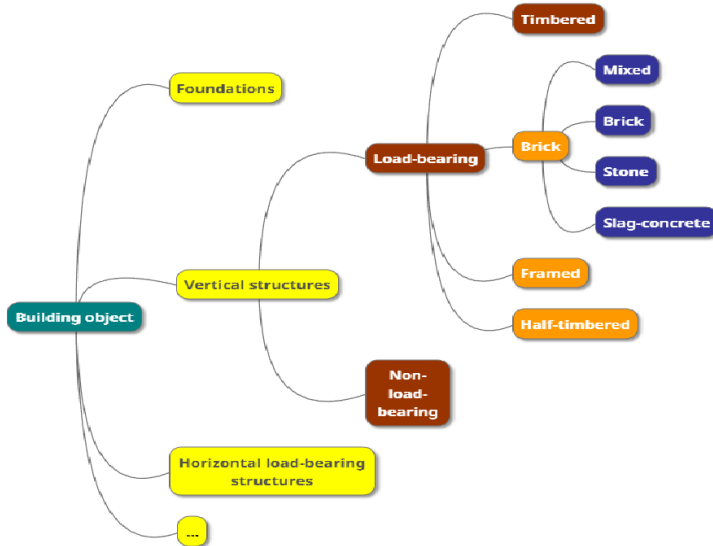 Timbered
Mixed
Foundations
Brick
Load-bearing
Brick
Stone
Slag-concrete
Framed
Vertical structures
Building object
Half-timbered
Non-
load-
bearing
Horizontal load-bearing
structures
...